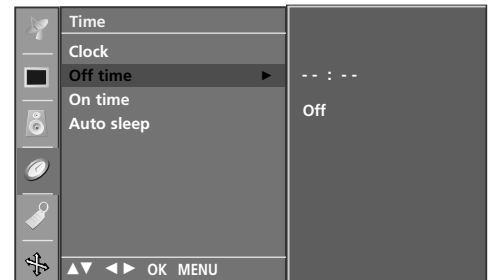 Time
Clock
Off time ►
On time
Auto sleep
- - : - -
Off
▲▼ ◄► OK MENU